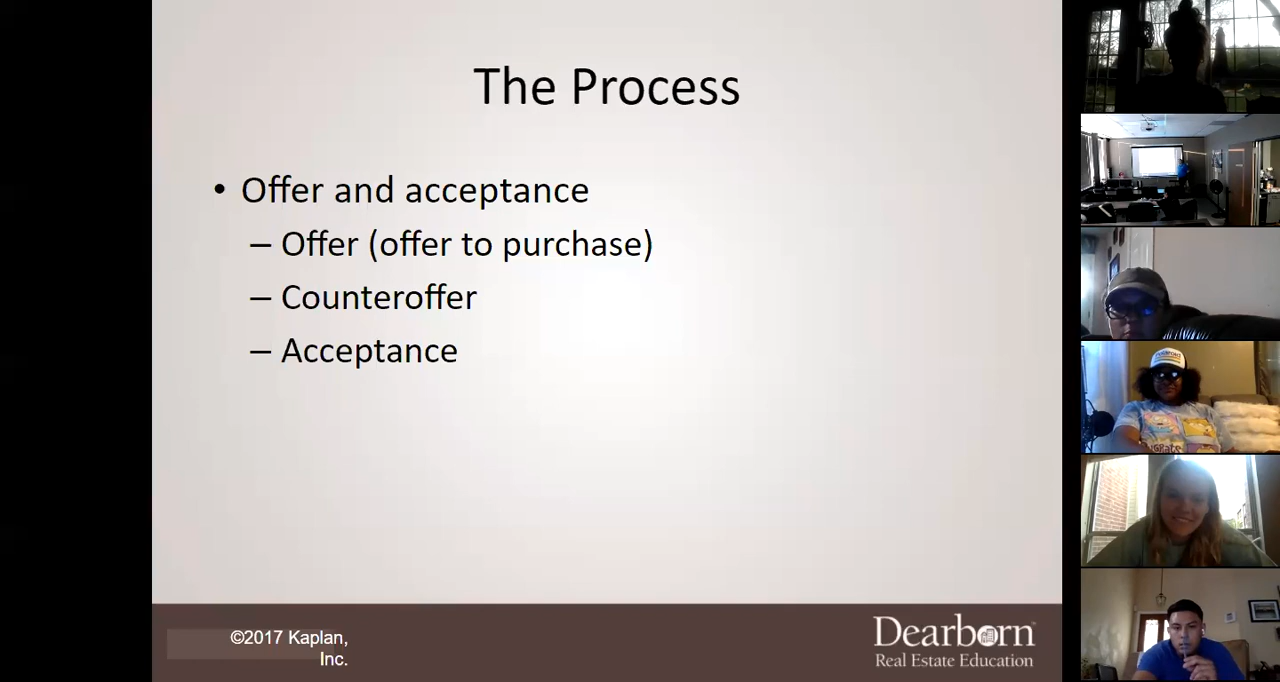 The Process
• Offer and acceptance
– Offer (offer to purchase)
– Counteroffer
– Acceptance
©2017 Kaplan,
Inc.
Dearborn
Real Estate Education